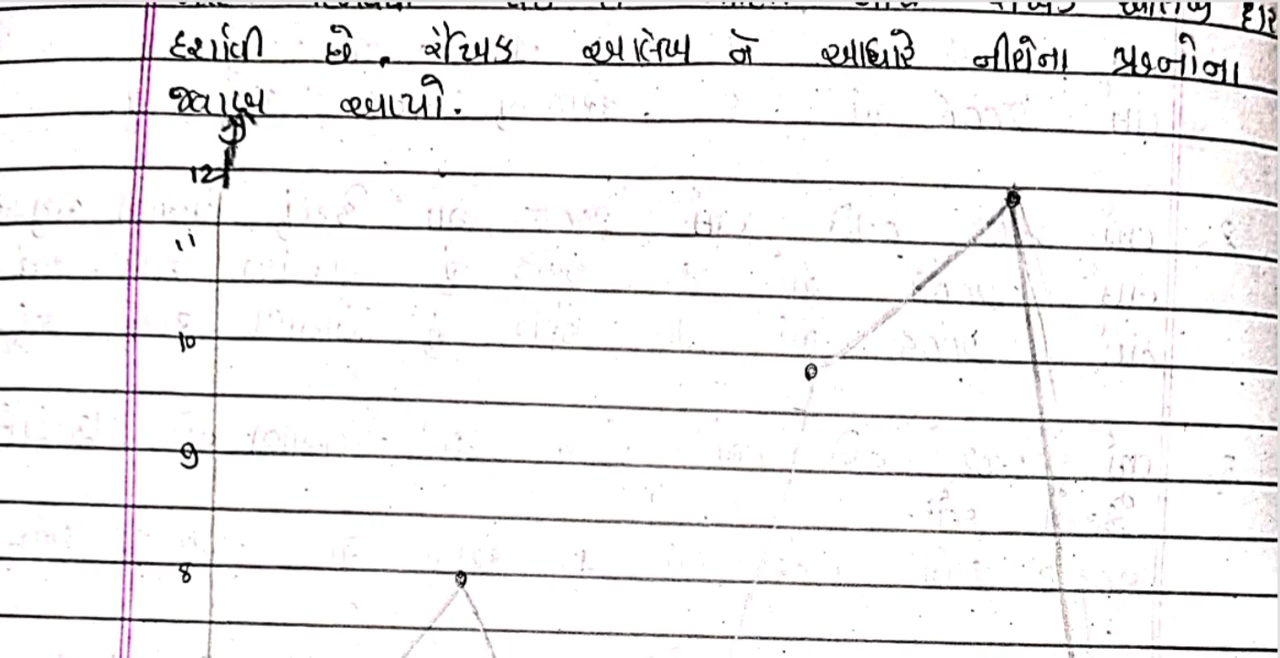 દર્શાવી છે. રેખિક આલેખ ને આધારે નીચેના પ્રશ્નોના
જવાબ આપો.
12
11
10
9
8